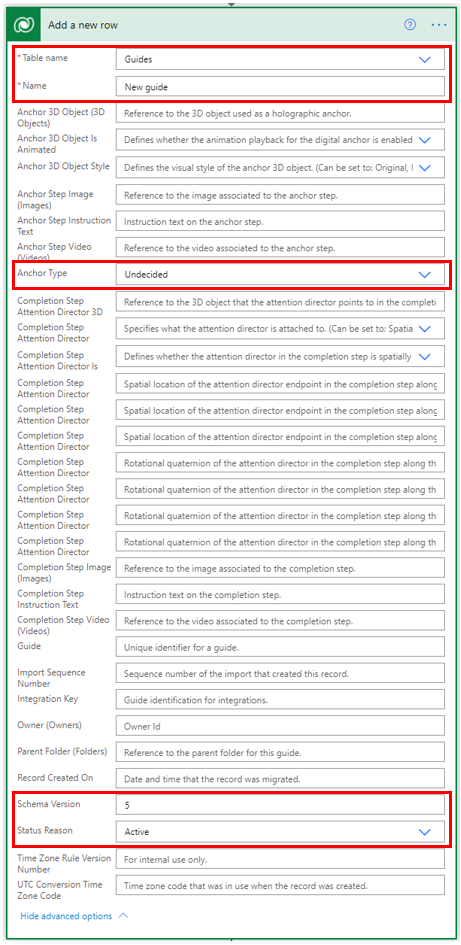 Add a new row
* Table name
Guides
* Name
New guide
Anchor 3D Object (3D
Objects)
Reference to the 3D object used as a holographic anchor.
Anchor 3D Object Is
Animated
Defines whether the animation playback for the digital anchor is enabled
Anchor 3D Object Style
Defines the visual style of the anchor 3D object. (Can be set to: Original, I
Anchor Step Image
(Images)
Reference to the image associated to the anchor step.
Anchor Step Instruction
Text
Instruction text on the anchor step.
Anchor Step Video
(Videos)
Reference to the video associated to the anchor step.
Anchor Type
Undecided
Completion Step
Attention Director 3D
Reference to the 3D object that the attention director points to in the completi
Completion Step
Attention Director
Specifies what the attention director is attached to. (Can be set to: Spatia
Completion Step
Attention Director Is
Defines whether the attention director in the completion step is spatially
Completion Step
Attention Director
Spatial location of the attention director endpoint in the completion step along
Completion Step
Attention Director
Spatial location of the attention director endpoint in the completion step along
Completion Step
Attention Director
Spatial location of the attention director endpoint in the completion step along
Completion Step
Attention Director
Rotational quaternion of the attention director in the completion step along th
Completion Step
Attention Director
Rotational quaternion of the attention director in the completion step along th
Completion Step
Attention Director
Rotational quaternion of the attention director in the completion step along th
Completion Step
Attention Director
Rotational quaternion of the attention director in the completion step along th
Completion Step Image
(Images)
Reference to the image associated to the completion step.
Completion Step
Instruction Text
Instruction text on the completion step.
Completion Step Video
(Videos)
Reference to the video associated to the completion step.
Guide
Unique identifier for a guide.
Import Sequence
Number
Sequence number of the import that created this record.
Integration Key
Guide identification for integrations.
Owner (Owners)
Owner Id
Parent Folder (Folders)
Reference to the parent folder for this guide.
Record Created On
Date and time that the record was migrated.
Schema Version
5
Status Reason
Active
Time Zone Rule Version
Number
For internal use only.
UTC Conversion Time
Zone Code
Time zone code that was in use when the record was created.
Hide advanced options